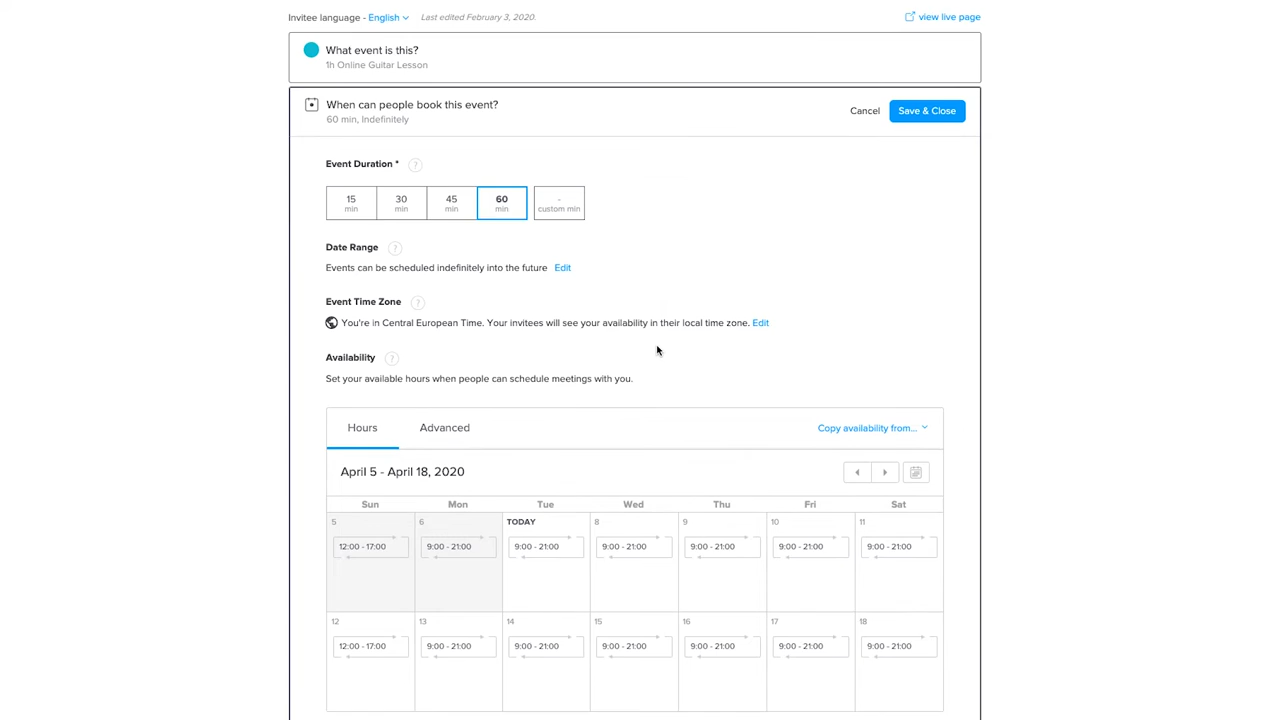 Invitee language - English Last edited February 3, 2020. view live page
What event is this?
1h Online Guitar Lesson
When can people book this event?
60 min, Indefinitely
Cancel Save & Close
Event Duration * ?
15 30 45 60 -
min min min min custom min
Date Range ?
Events can be scheduled indefinitely into the future Edit
Event Time Zone ?
You're in Central European Time. Your invitees will see your availability in their local time zone. Edit
Availability ?
Set your available hours when people can schedule meetings with you.
Hours Advanced Copy availability from...
April 5 - April 18, 2020
Sun Mon Tue Wed Thu Fri Sat
5 6 TODAY 8 9 10 11
12:00 - 17:00 9:00 - 21:00 9:00 - 21:00 9:00 - 21:00 9:00 - 21:00 9:00 - 21:00 9:00 - 21:00
12 13 14 15 16 17 18
12:00 - 17:00 9:00 - 21:00 9:00 - 21:00 9:00 - 21:00 9:00 - 21:00 9:00 - 21:00 9:00 - 21:00